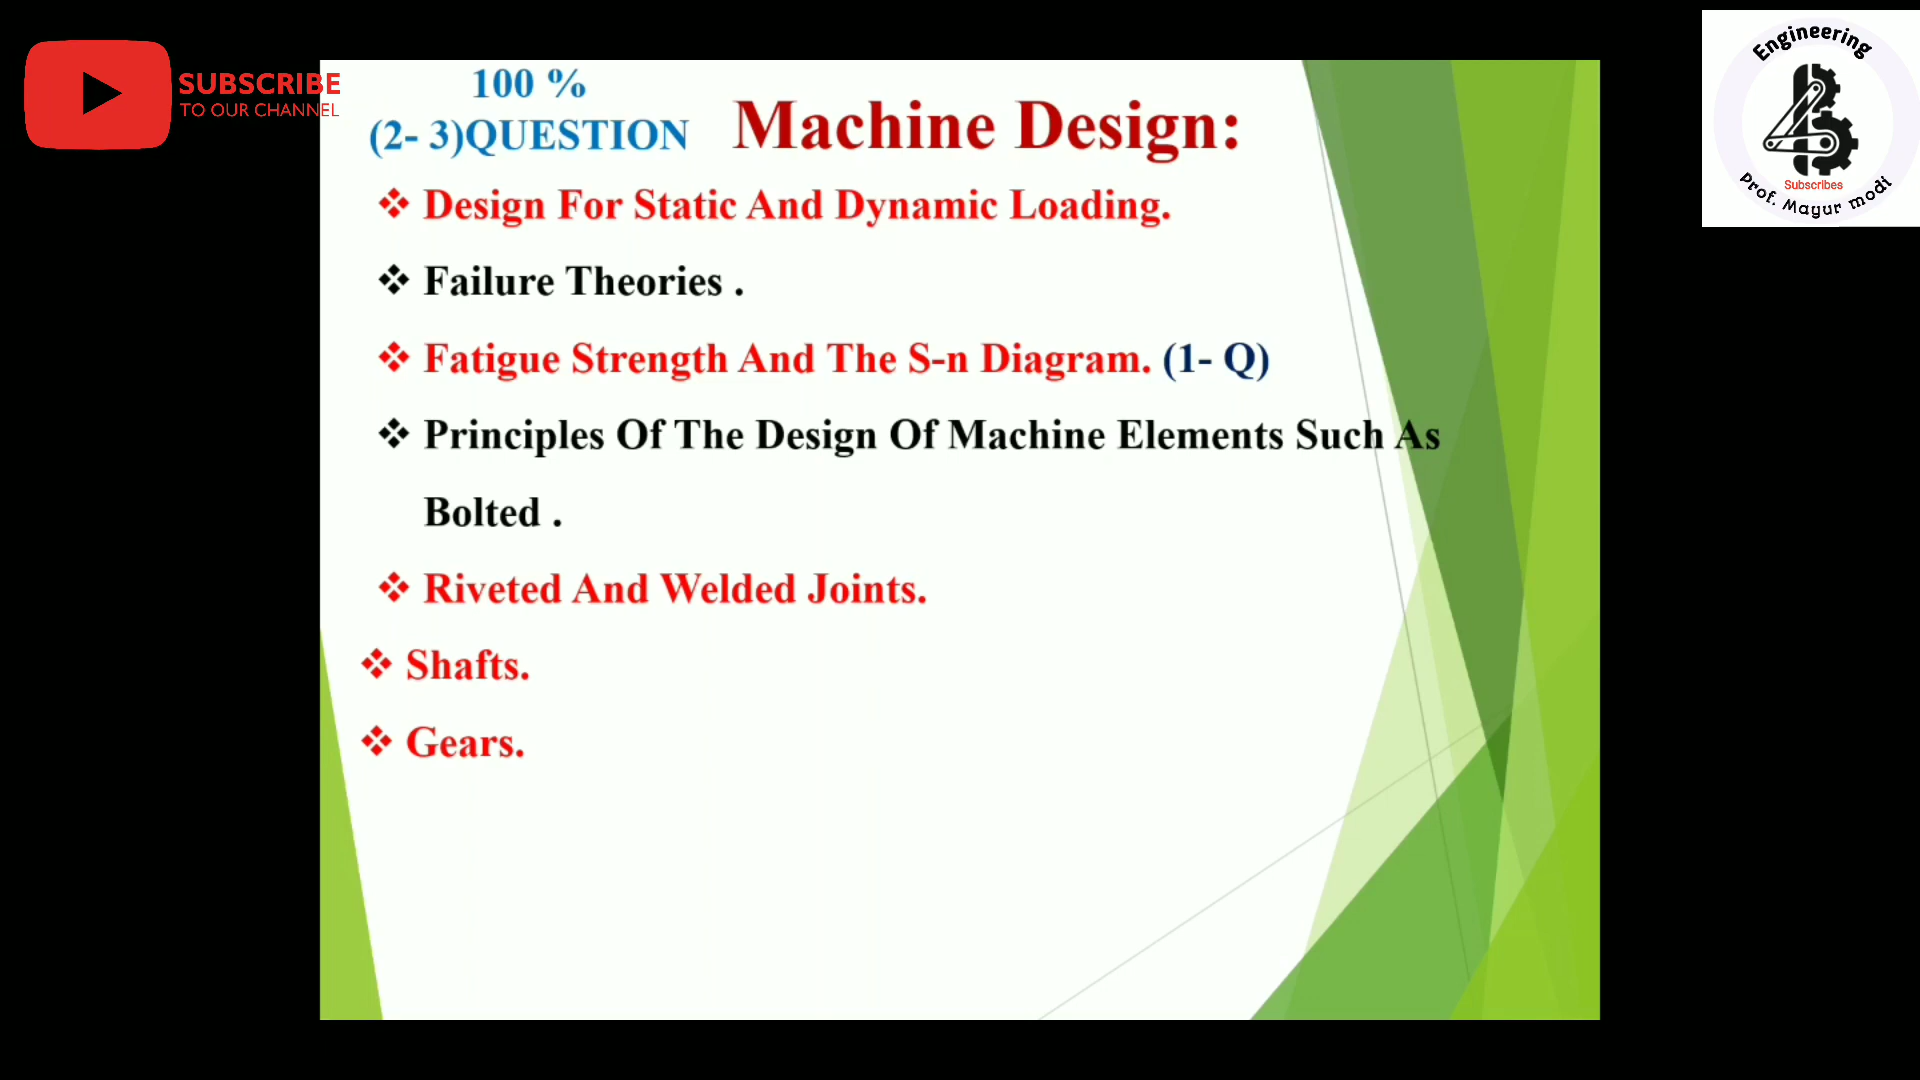 SUBSCRIBE
TO OUR CHANNEL
100 %
(2- 3)QUESTION
Machine Design:
❖ Design For Static And Dynamic Loading.
❖ Failure Theories .
❖ Fatigue Strength And The S-n Diagram. (1- Q)
❖ Principles Of The Design Of Machine Elements Such As
Bolted .
❖ Riveted And Welded Joints.
❖ Shafts.
❖ Gears.
Engineering
Subscribes
Prof. Mayur modi